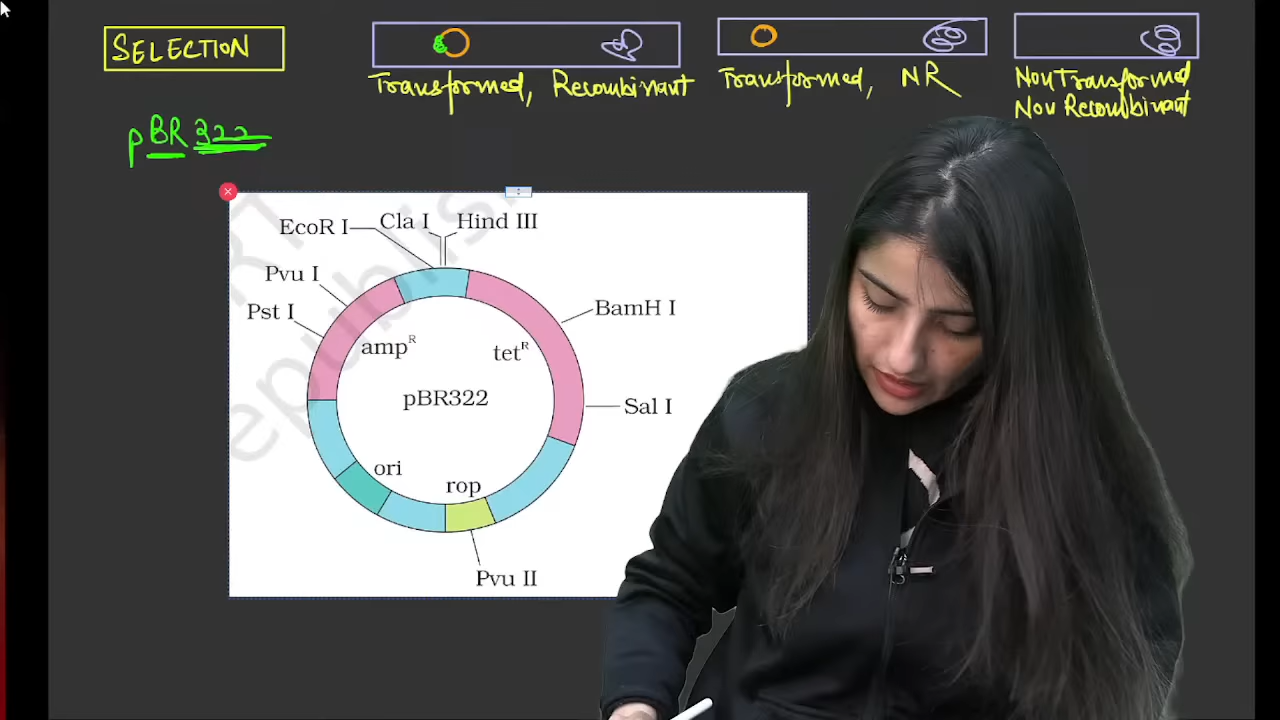 SELECTION
Transformed, Recombinant
Transformed, NR
Non Transformed
Non Recombinant
pBR322
EcoR I
Cla I
Hind III
Pvu I
Pst I
BamH I
amp^R
tet^R
pBR322
Sal I
ori
rop
Pvu II